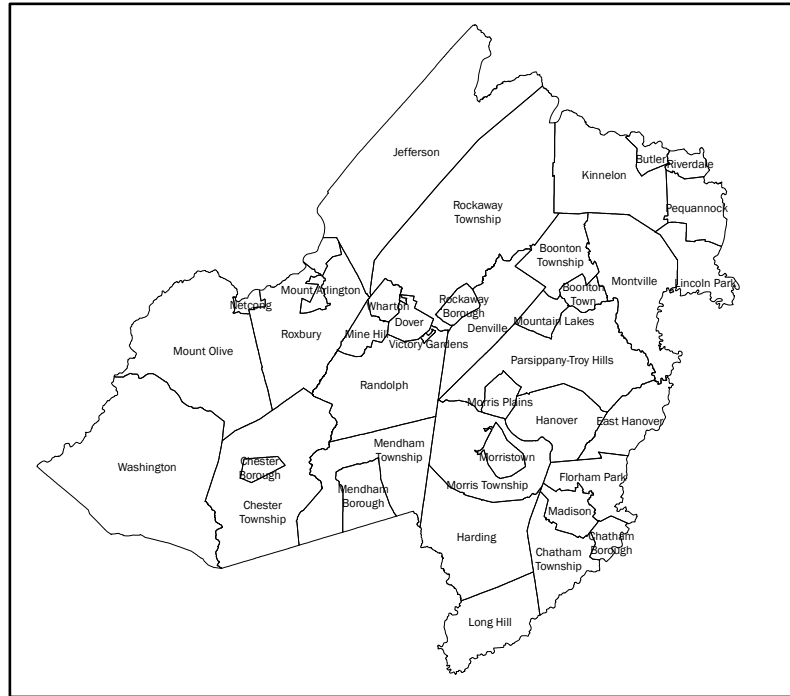 Jefferson
Butler
Riverdale
Kinnelon
Rockaway
Township
Pequannock
Boonton
Township
Mount Arlington
Boonton
Town
Montville
Lincoln Park
Netcong
Wharton
Rockaway
Borough
Roxbury
Mine Hill
Dover
Denville
Mountain Lakes
Victory Gardens
Mount Olive
Parsippany-Troy Hills
Randolph
Morris Plains
Hanover
East Hanover
Mendham
Township
Morristown
Washington
Chester
Borough
Florham Park
Morris Township
Mendham
Borough
Chester
Township
Madison
Harding
Chatham
Borough
Chatham
Township
Long Hill